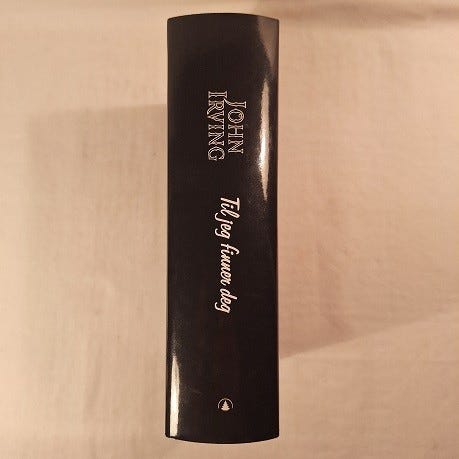 JOHN
IRVING
Til jeg finner deg